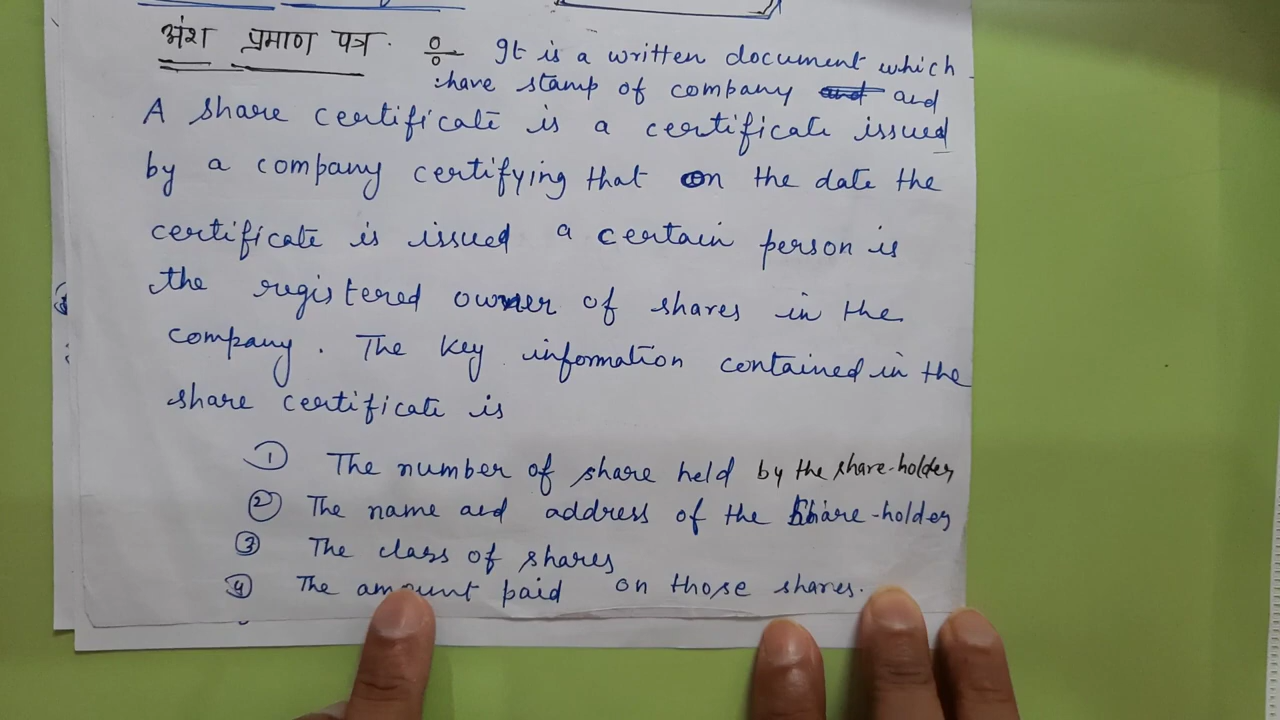 अंश प्रमाण पत्र. ÷ It is a written document which
have stamp of company and and
A share certificate is a certificate issued
by a company certifying that on the date the
certificate is issued a certain person is
the registered owner of shares in the
company. The key information contained in the
share certificate is
① The number of share held by the share-holder
② The name and address of the share-holder
③ The class of shares
④ The amount paid on those shares.